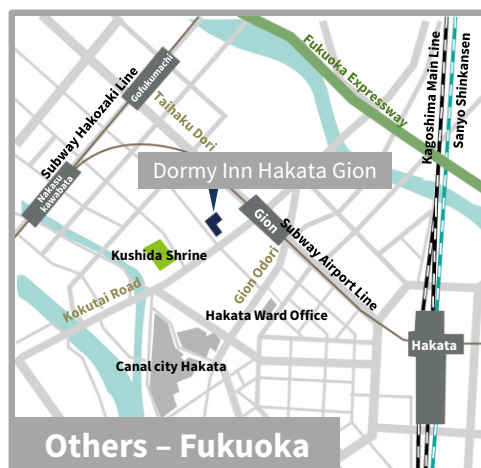 Fukuoka Expressway
Kagoshima Main Line
Sanyo Shinkansen
Gofukumachi
Subway Hakozaki Line
Taihaku Dori
Nakasu
kawabata
Dormy Inn Hakata Gion
Gion
Subway Airport Line
Kushida Shrine
Gion Odori
Kokutai Road
Hakata Ward Office
Hakata
Canal city Hakata
Others – Fukuoka